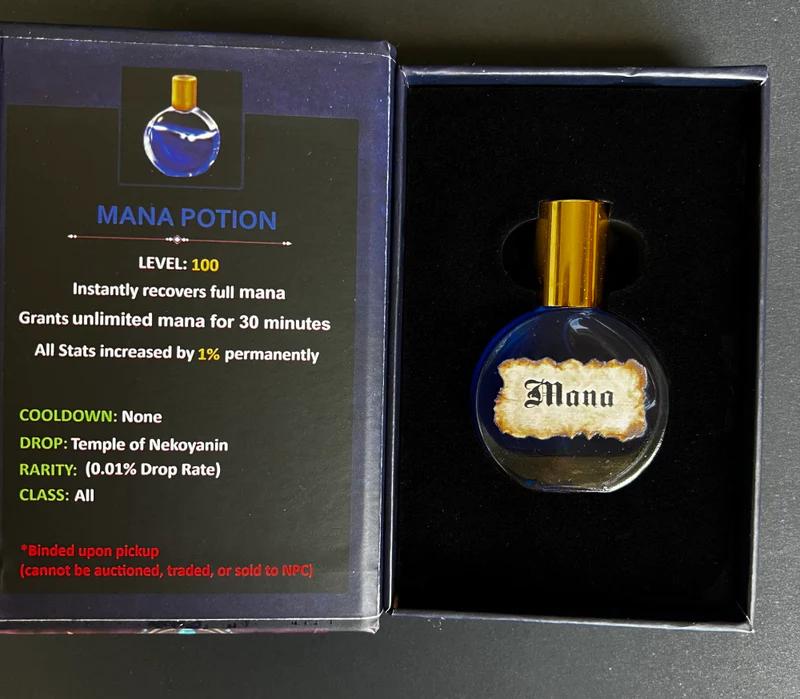 MANA POTION
LEVEL: 100
Instantly recovers full mana
Grants unlimited mana for 30 minutes
All Stats increased by 1% permanently
COOLDOWN: None
DROP: Temple of Nekoyanin
RARITY: (0.01% Drop Rate)
CLASS: All
*Binded upon pickup
(cannot be auctioned, traded, or sold to NPC)
Mana